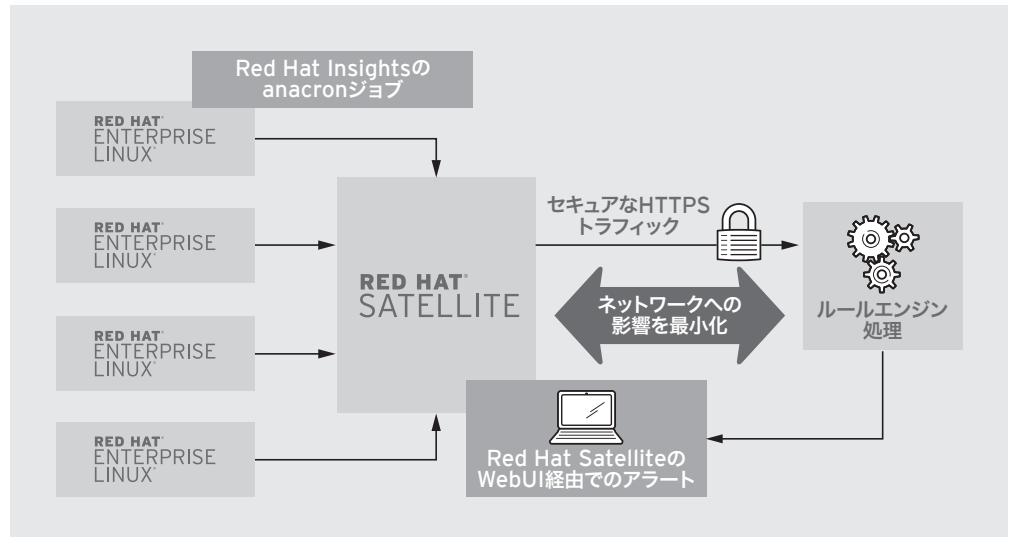 Red Hat Insightsの
anacronジョブ
RED HAT®
ENTERPRISE
LINUX®
RED HAT®
ENTERPRISE
LINUX®
RED HAT®
ENTERPRISE
LINUX®
RED HAT®
ENTERPRISE
LINUX®
RED HAT®
SATELLITE
セキュアなHTTPS
トラフィック
ネットワークへの
影響を最小化
ルールエンジン
処理
Red Hat Satelliteの
WebUI経由でのアラート